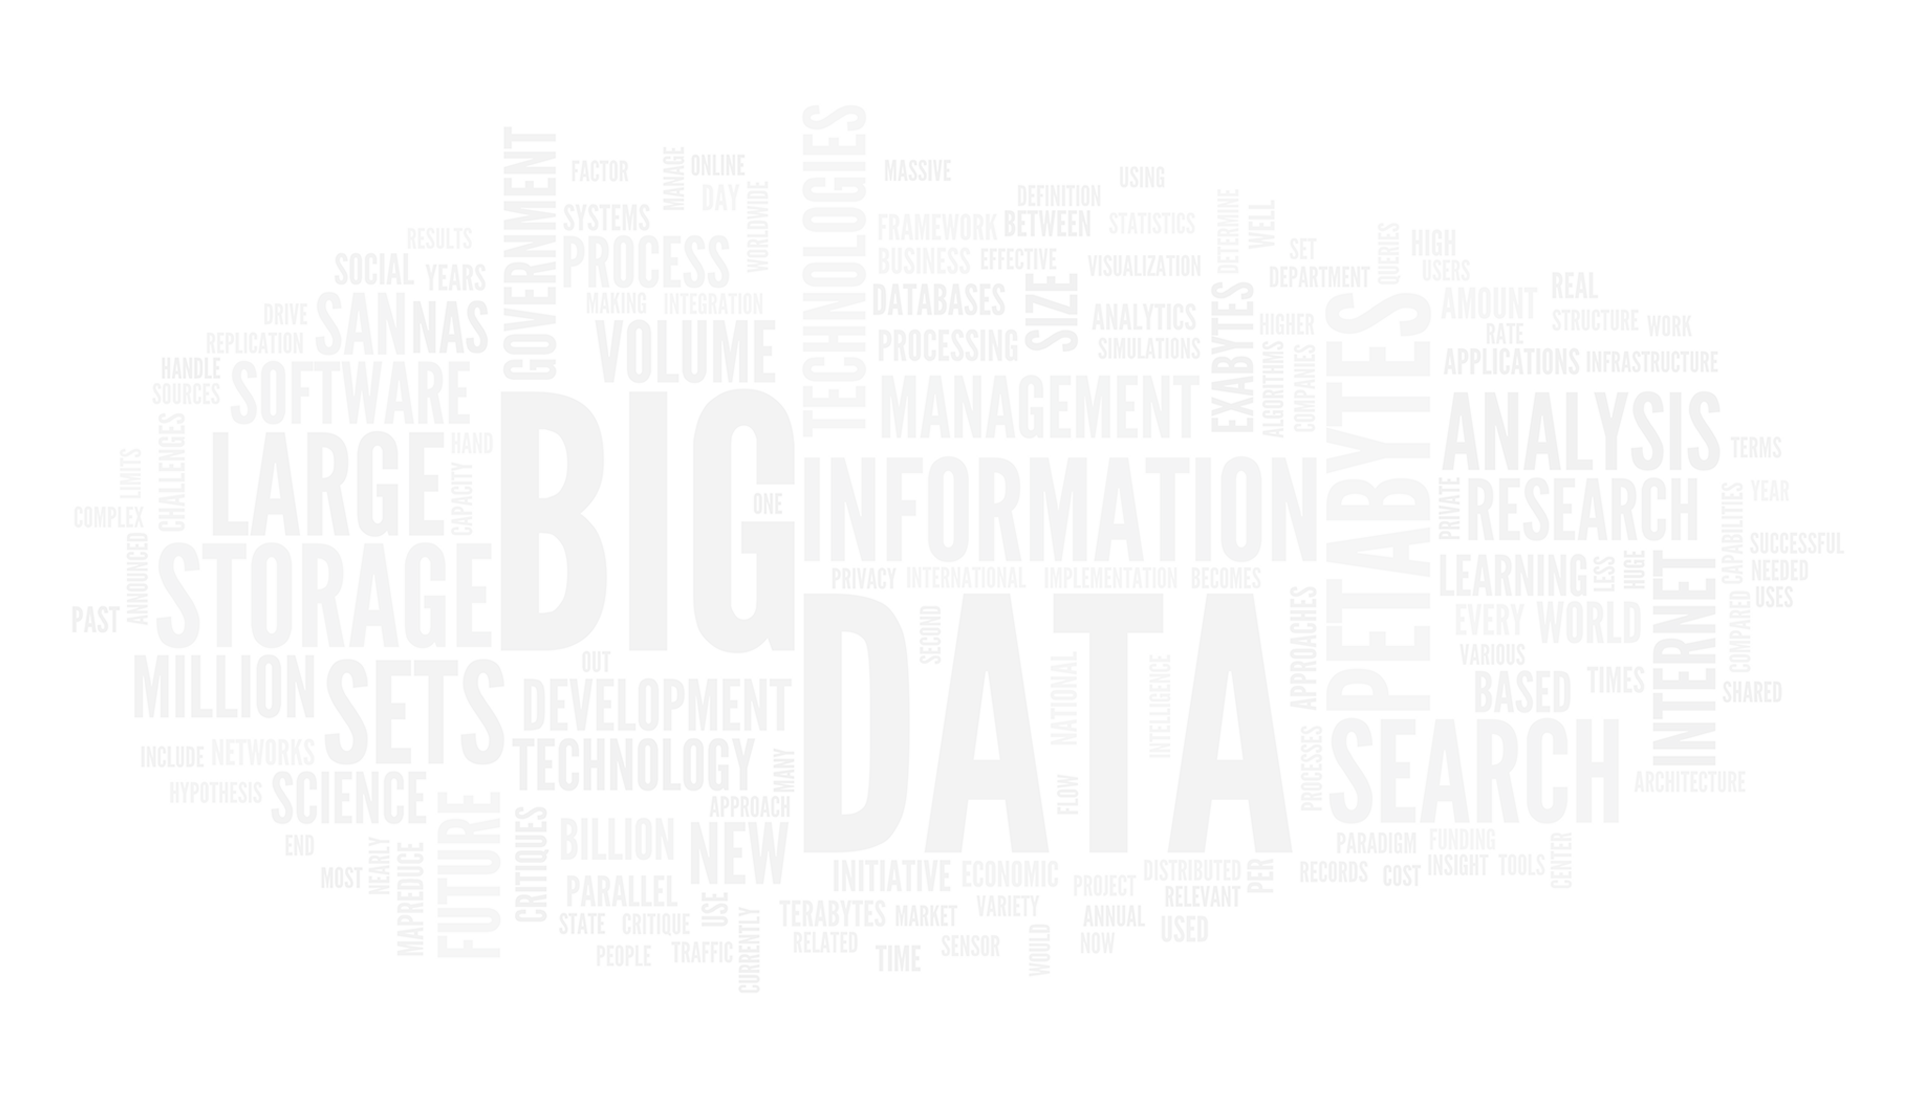 GOVERNMENT
FACTOR
MANAGE
ONLINE
DAY
WORLDWIDE
SYSTEMS
PROCESS
MAKING
INTEGRATION
VOLUME
TECHNOLOGIES
MASSIVE
DEFINITION
USING
FRAMEWORK
BETWEEN
STATISTICS
BUSINESS
EFFECTIVE
VISUALIZATION
DATABASES
SIZE
ANALYTICS
PROCESSING
SIMULATIONS
MANAGEMENT
DETERMINE
WELL
SET
DEPARTMENT
QUERIES
HIGH
USERS
EXABYTES
HIGHER
ALGORITHMS
COMPANIES
PETABYTES
AMOUNT
REAL
RATE
STRUCTURE
WORK
APPLICATIONS
INFRASTRUCTURE
RESULTS
SOCIAL
YEARS
DRIVE
SAN
NAS
REPLICATION
HANDLE
SOURCES
SOFTWARE
CHALLENGES
LIMITS
LARGE
HAND
CAPACITY
COMPLEX
ANNOUNCED
STORAGE
PAST
BIG
ONE
INFORMATION
ANALYSIS
TERMS
PRIVATE
RESEARCH
CAPABILITIES
YEAR
SUCCESSFUL
PRIVACY
INTERNATIONAL
IMPLEMENTATION
BECOMES
LEARNING
LESS
HUGE
INTERNET
NEEDED
USES
COMPARED
DATA
SECOND
NATIONAL
FLOW
INTELLIGENCE
APPROACHES
PROCESSES
EVERY
WORLD
VARIOUS
BASED
TIMES
SHARED
MILLION
SETS
OUT
DEVELOPMENT
TECHNOLOGY
MANY
INCLUDE
NETWORKS
HYPOTHESIS
SCIENCE
SEARCH
ARCHITECTURE
END
MOST
NEARLY
MAPREDUCE
FUTURE
CRITIQUES
APPROACH
BILLION
NEW
PARALLEL
STATE
CRITIQUE
USE
CURRENTLY
PEOPLE
TRAFFIC
INITIATIVE
ECONOMIC
PROJECT
DISTRIBUTED
RELEVANT
PER
TERABYTES
MARKET
VARIETY
ANNUAL
USED
RELATED
TIME
SENSOR
WOULD
NOW
PARADIGM
FUNDING
RECORDS
COST
INSIGHT
TOOLS
CENTER